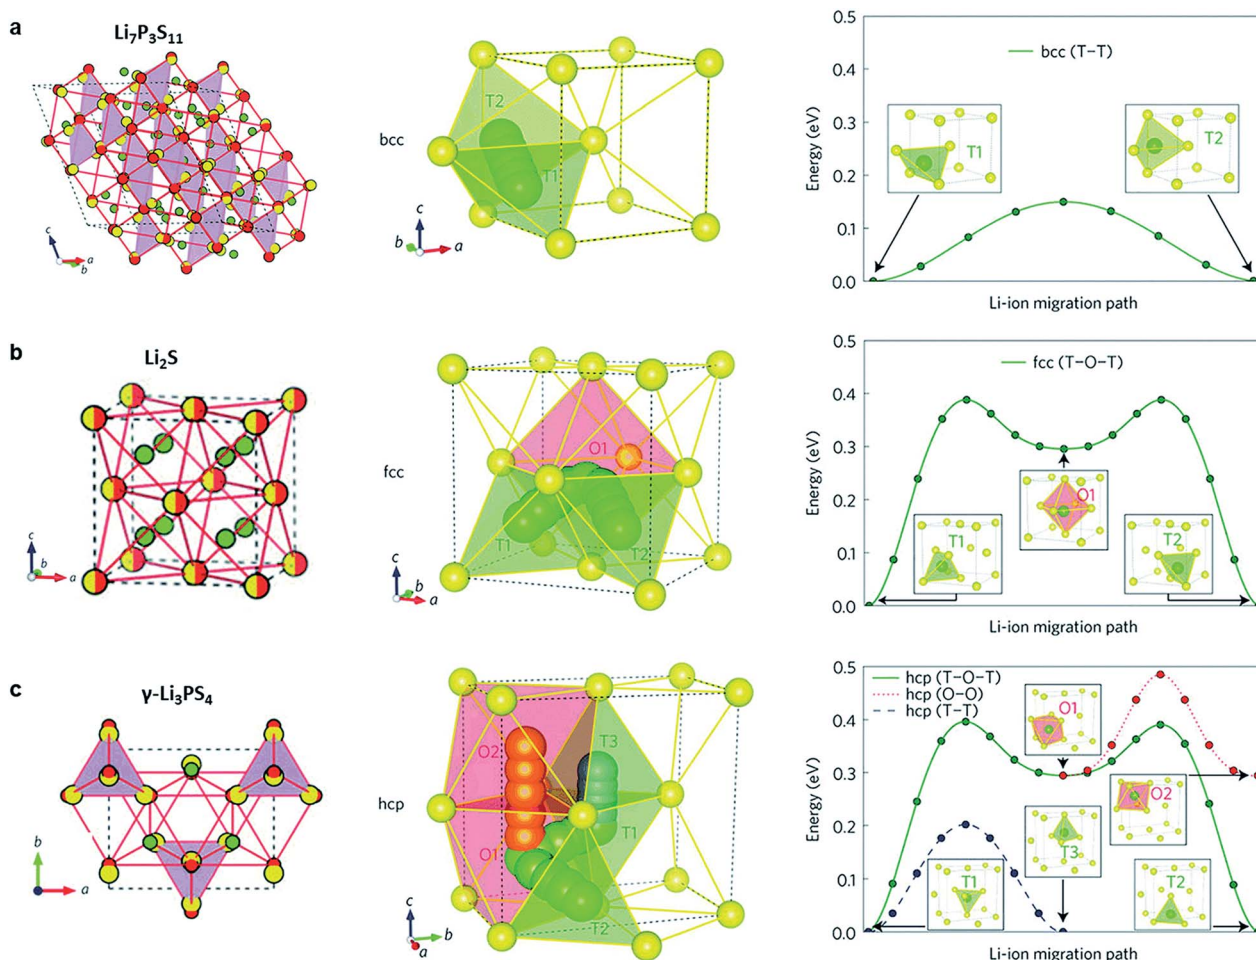 a
Li₇P₃S₁₁
c
a
b
bcc
T2
T1
c
b
a
0.5
0.4
0.3
0.2
0.1
0.0
Energy (eV)
bcc (T–T)
T1
T2
Li-ion migration path
b
Li₂S
c
b
a
fcc
O1
T1
T2
c
b
a
0.5
0.4
0.3
0.2
0.1
0.0
Energy (eV)
fcc (T–O–T)
O1
T1
T2
Li-ion migration path
c
γ-Li₃PS₄
b
a
hcp
O2
T3
T1
O1
T2
c
b
a
0.5
0.4
0.3
0.2
0.1
0.0
Energy (eV)
hcp (T–O–T)
hcp (O–O)
hcp (T–T)
O1
O2
T3
T1
T2
Li-ion migration path